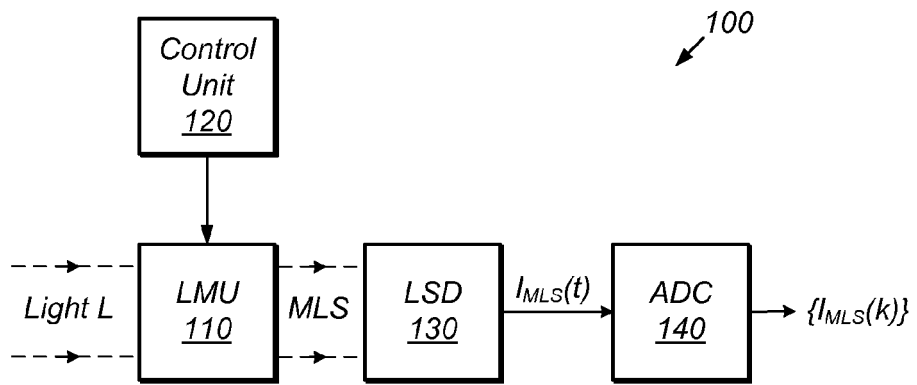 100
Control
Unit
120
Light L
LMU
110
MLS
LSD
130
I_MLS(t)
ADC
140
{I_MLS(k)}